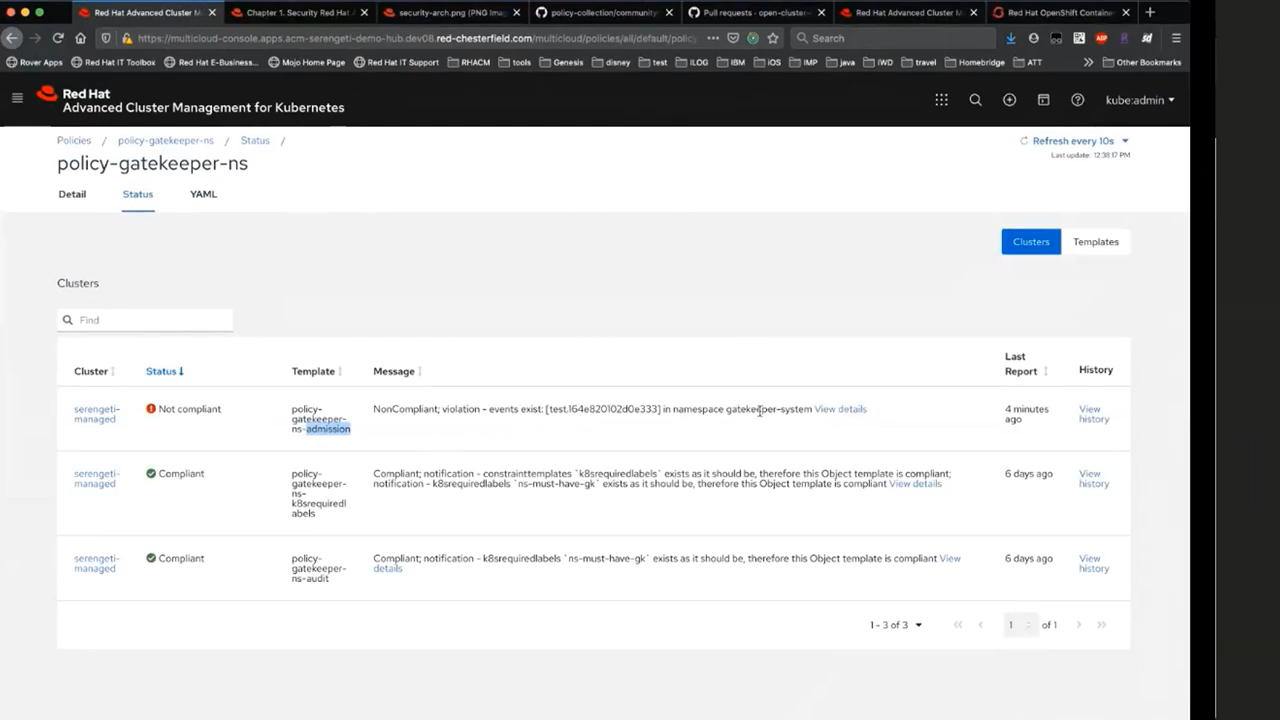 Red Hat Advanced Cluster M
Chapter 1. Security Red Hat A
security-arch.png (PNG Imag
policy-collection/community
Pull requests · open-cluster-
Red Hat Advanced Cluster M
Red Hat OpenShift Containe
https://multicloud-console.apps.acm-serengeti-demo-hub.dev08.red-chesterfield.com/multicloud/policies/all/default/policy
Search
Rover Apps
Red Hat IT Toolbox
Red Hat E-Business...
Mojo Home Page
Red Hat IT Support
RHACM
tools
Genesis
disney
test
ILOG
IBM
iOS
IMP
java
IWD
travel
Homebridge
ATT
Other Bookmarks
Red Hat
Advanced Cluster Management for Kubernetes
kube:admin
Policies / policy-gatekeeper-ns / Status /
Refresh every 10s
policy-gatekeeper-ns
Last update: 12:38:17 PM
Detail
Status
YAML
Clusters
Templates
Clusters
Find
Cluster
Status
Template
Message
Last
Report
History
serengeti-
managed
Not compliant
policy-
gatekeeper-
ns-admission
NonCompliant; violation - events exist: [test.164e820102d0e333] in namespace gatekeeper-system View details
4 minutes
ago
View
history
serengeti-
managed
Compliant
policy-
gatekeeper-
ns-
k8srequiredl
abels
Compliant; notification - constrainttemplates `k8srequiredlabels` exists as it should be, therefore this Object template is compliant;
notification - k8srequiredlabels `ns-must-have-gk` exists as it should be, therefore this Object template is compliant View details
6 days ago
View
history
serengeti-
managed
Compliant
policy-
gatekeeper-
ns-audit
Compliant; notification - k8srequiredlabels `ns-must-have-gk` exists as it should be, therefore this Object template is compliant View
details
6 days ago
View
history
1 - 3 of 3
1
of 1